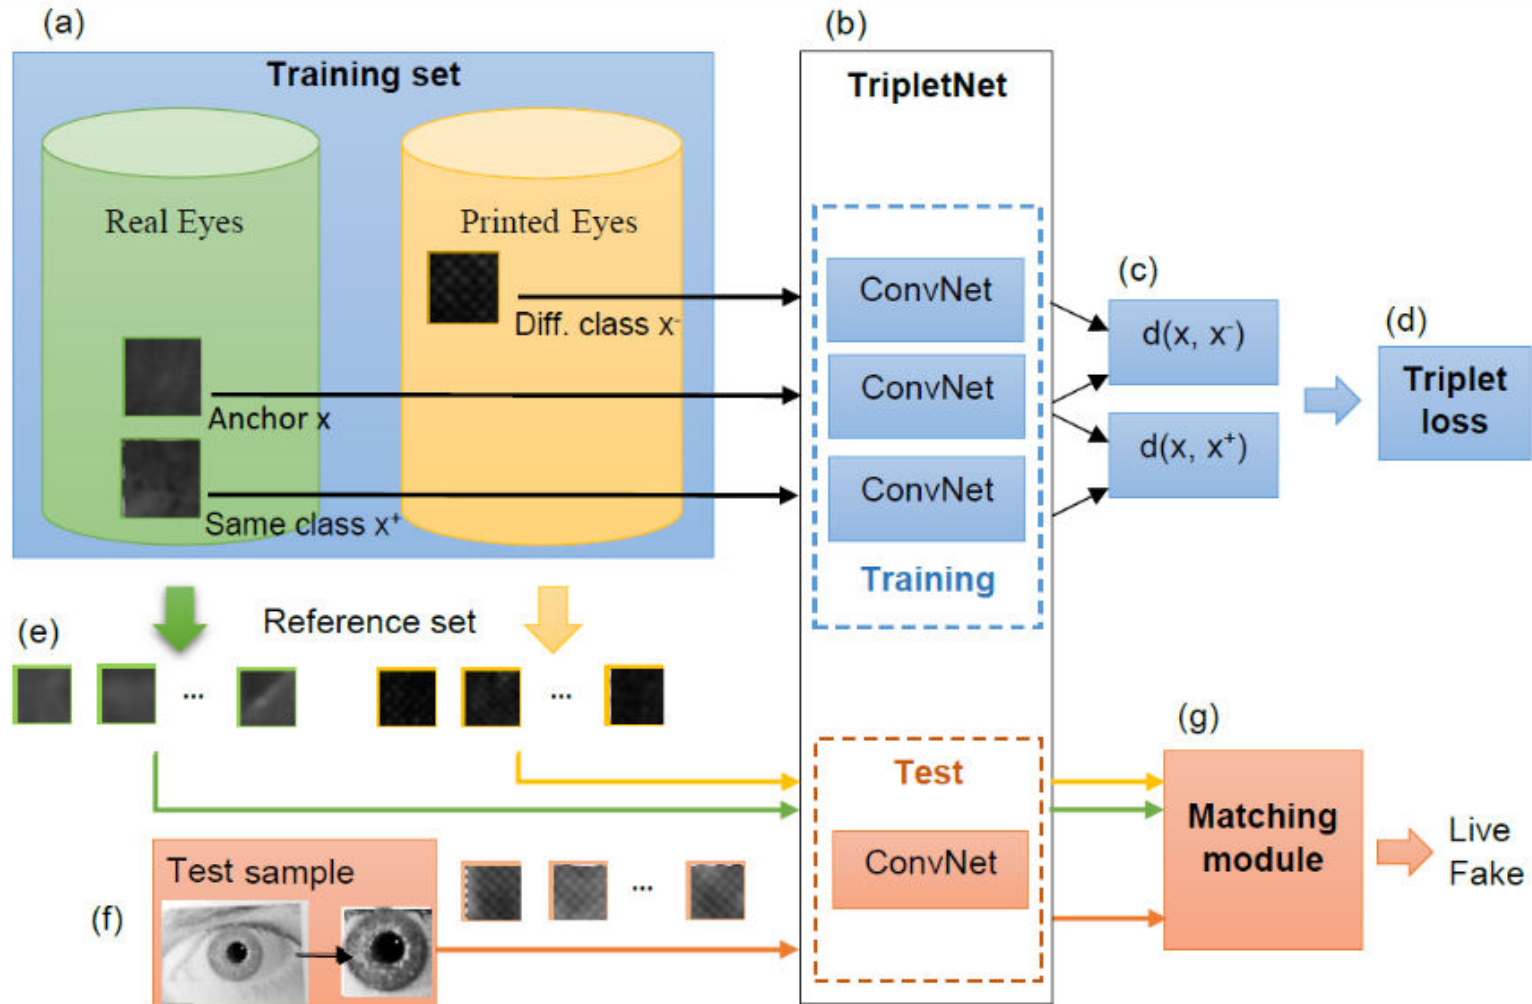 (a)
Training set
Real Eyes
Printed Eyes
Diff. class x-
Anchor x
Same class x+
(b)
TripletNet
ConvNet
ConvNet
ConvNet
Training
(c)
d(x, x-)
d(x, x+)
(d)
Triplet
loss
(e)
Reference set
...
...
Test
ConvNet
(f)
Test sample
...
(g)
Matching
module
Live
Fake